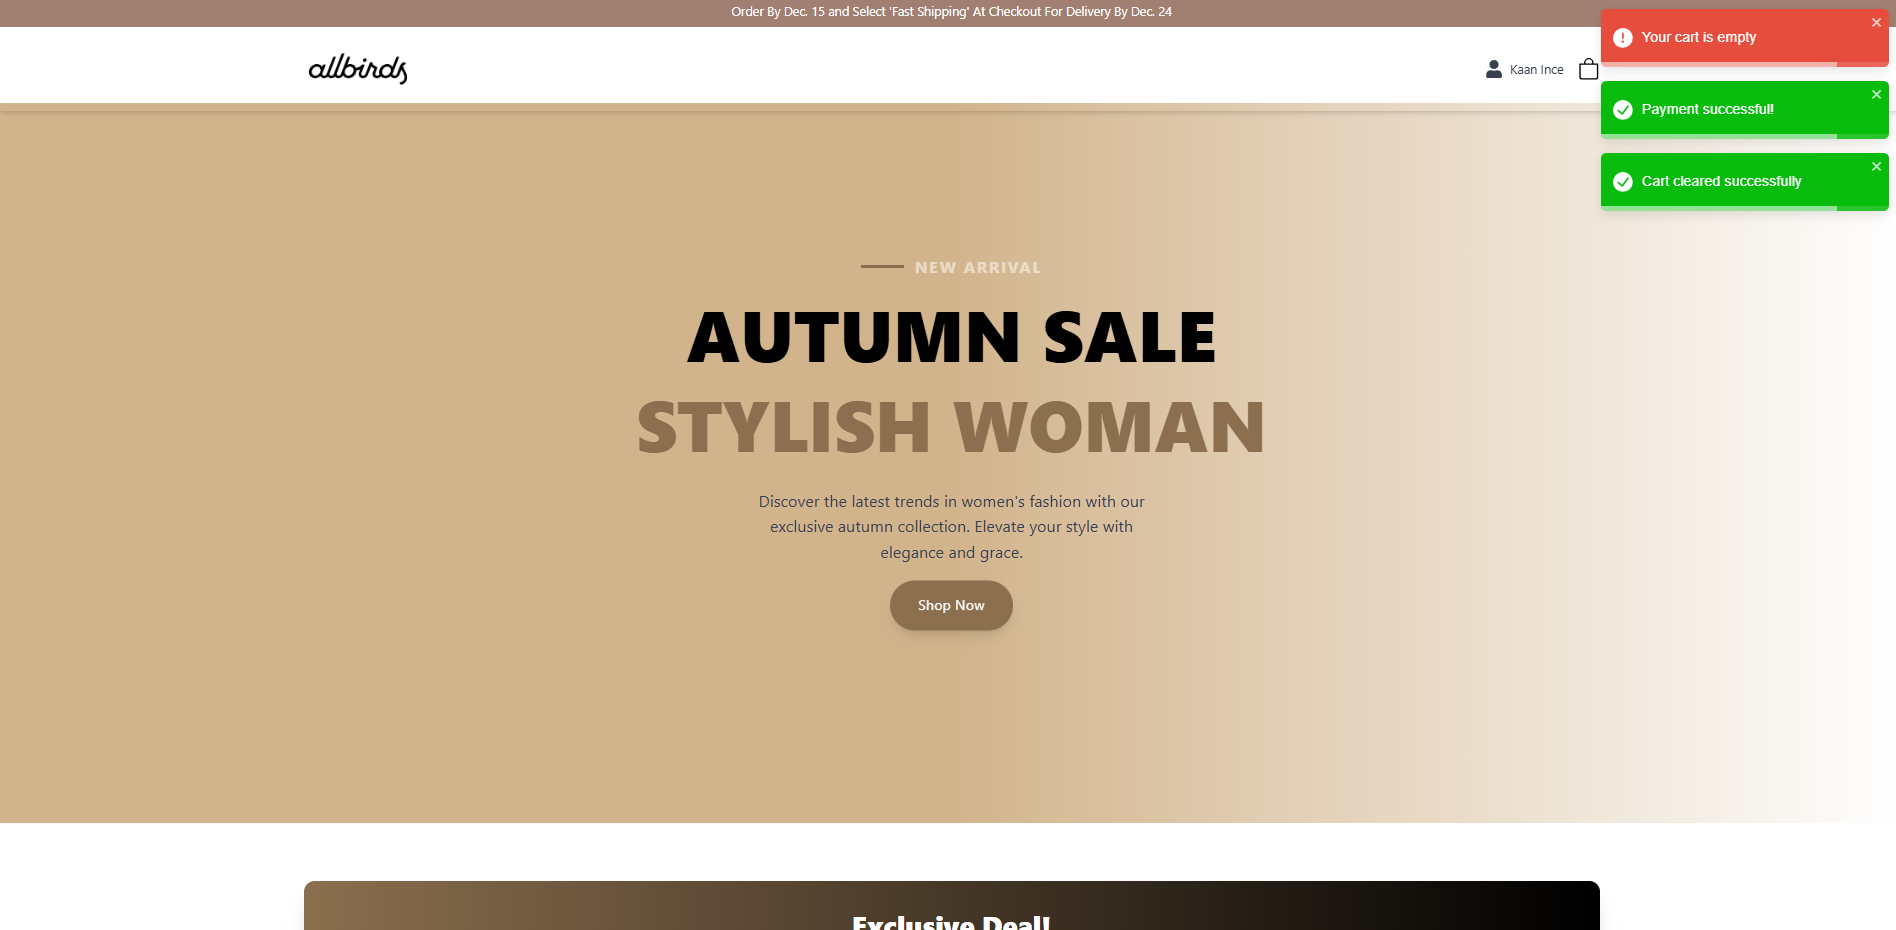 Order By Dec. 15 and Select 'Fast Shipping' At Checkout For Delivery By Dec. 24
allbirds
Kaan Ince
Your cart is empty
Payment successful!
Cart cleared successfully
NEW ARRIVAL
AUTUMN SALE
STYLISH WOMAN
Discover the latest trends in women's fashion with our
exclusive autumn collection. Elevate your style with
elegance and grace.
Shop Now
Exclusive Deal!